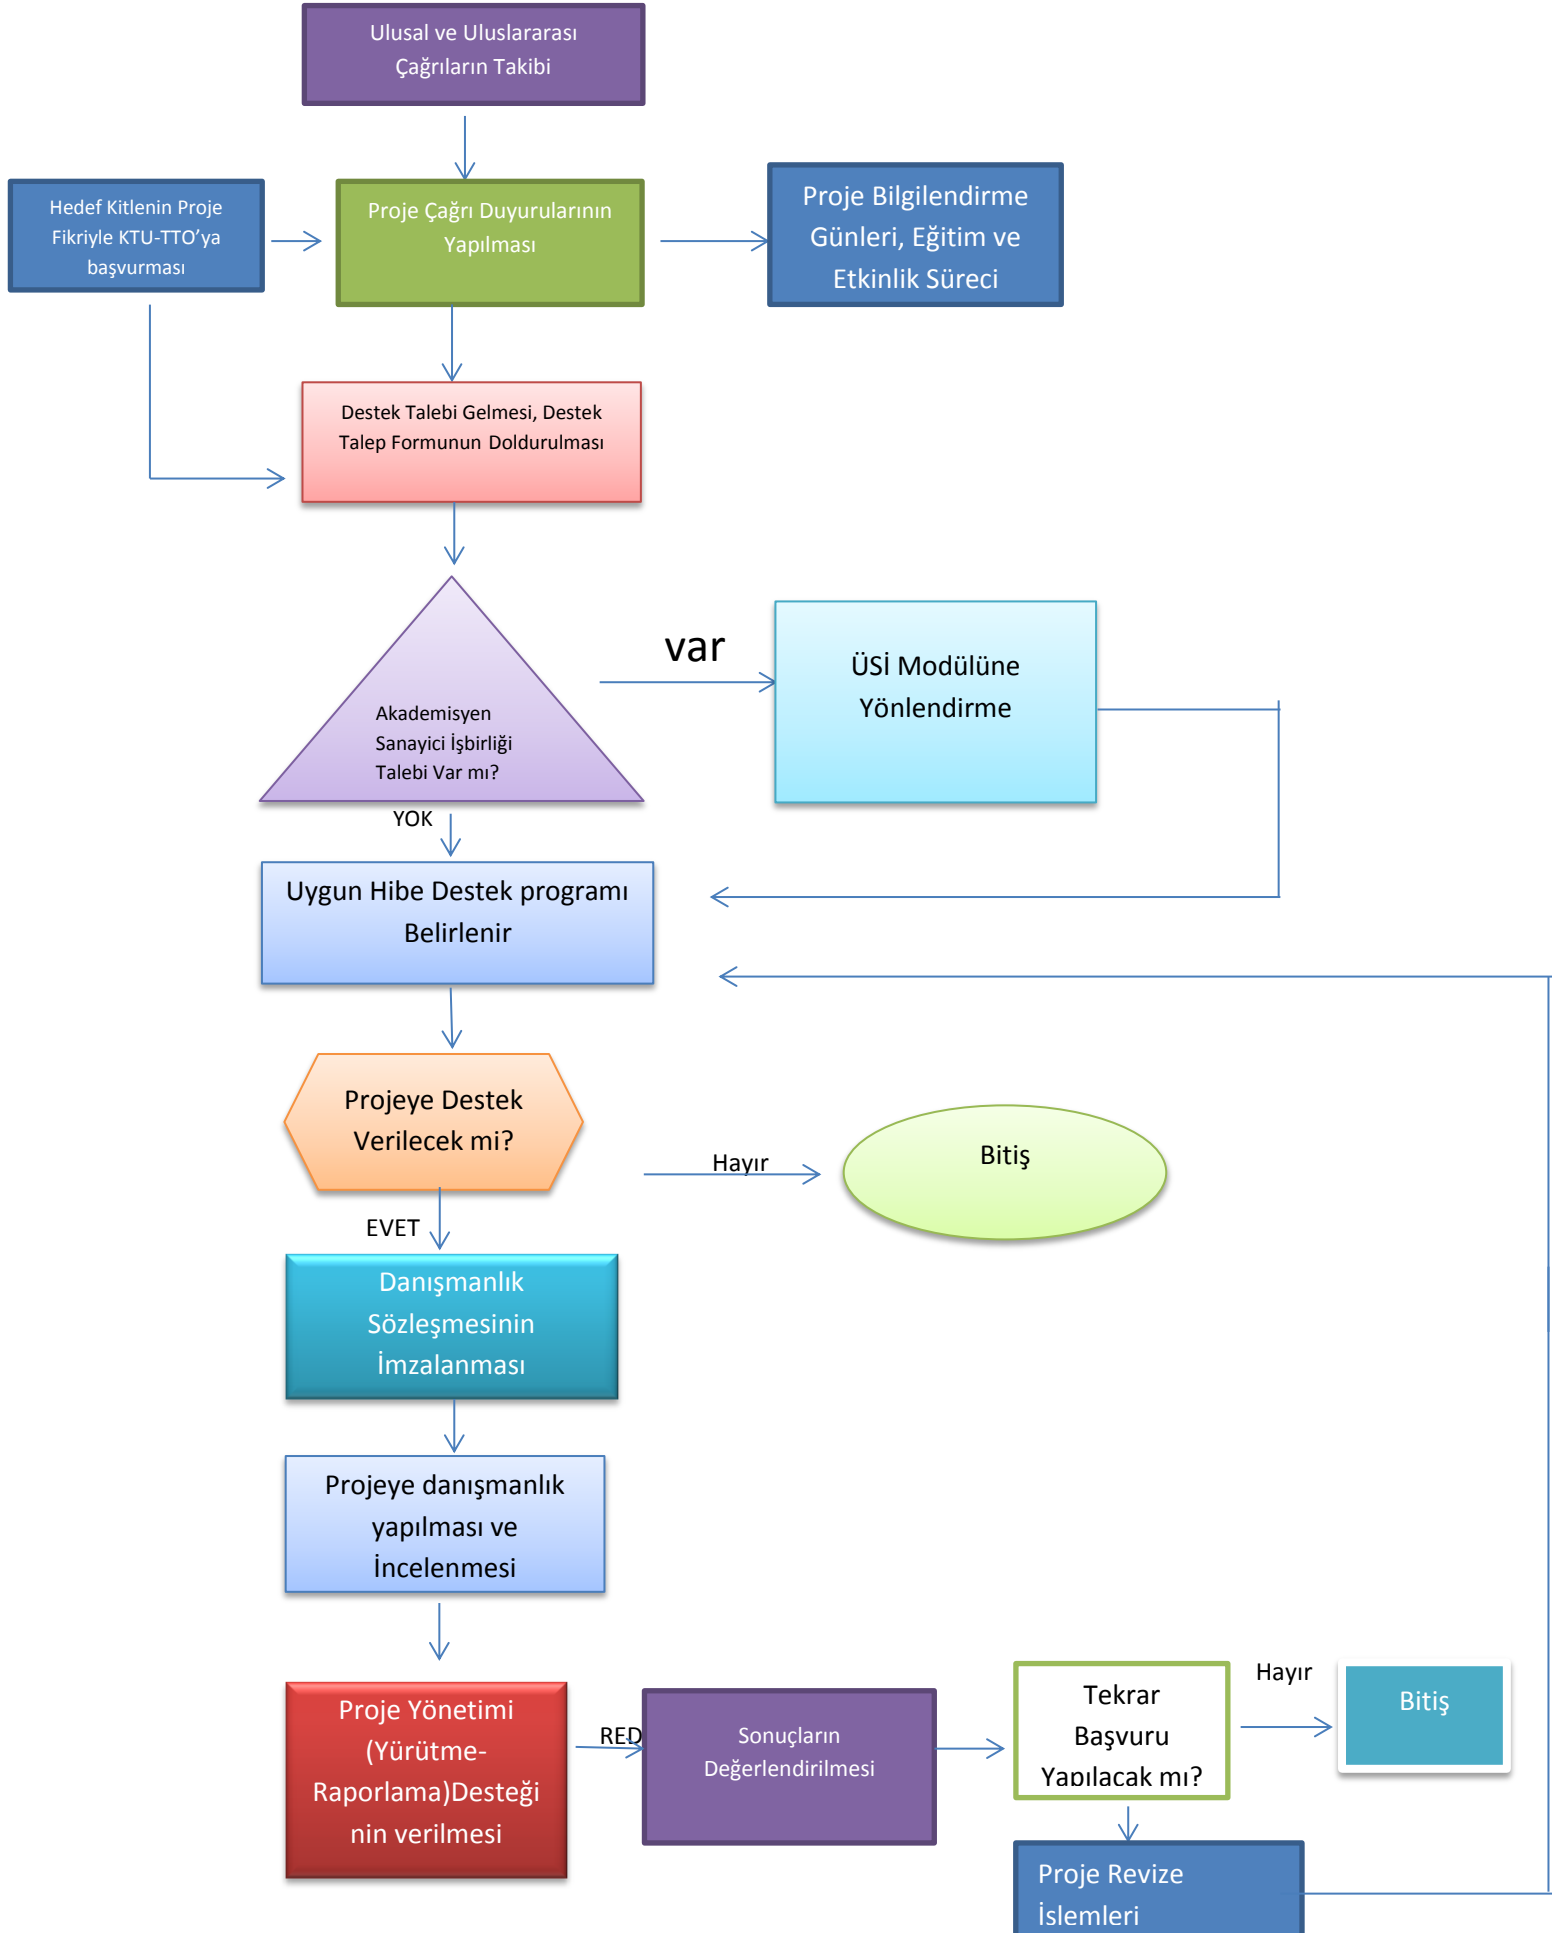 Ulusal ve Uluslararası
Çağrıların Takibi
Hedef Kitlenin Proje
Fikriyle KTU-TTO’ya
başvurması
Proje Çağrı Duyurularının
Yapılması
Proje Bilgilendirme
Günleri, Eğitim ve
Etkinlik Süreci
Destek Talebi Gelmesi, Destek
Talep Formunun Doldurulması
Akademisyen
Sanayici İşbirliği
Talebi Var mı?
var
ÜSİ Modülüne
Yönlendirme
YOK
Uygun Hibe Destek programı
Belirlenir
Projeye Destek
Verilecek mi?
Hayır
Bitiş
EVET
Danışmanlık
Sözleşmesinin
İmzalanması
Projeye danışmanlık
yapılması ve
İncelenmesi
Proje Yönetimi
(Yürütme-
Raporlama)Desteği
nin verilmesi
RED
Sonuçların
Değerlendirilmesi
Tekrar
Başvuru
Yapılacak mı?
Hayır
Bitiş
Proje Revize
İslemleri